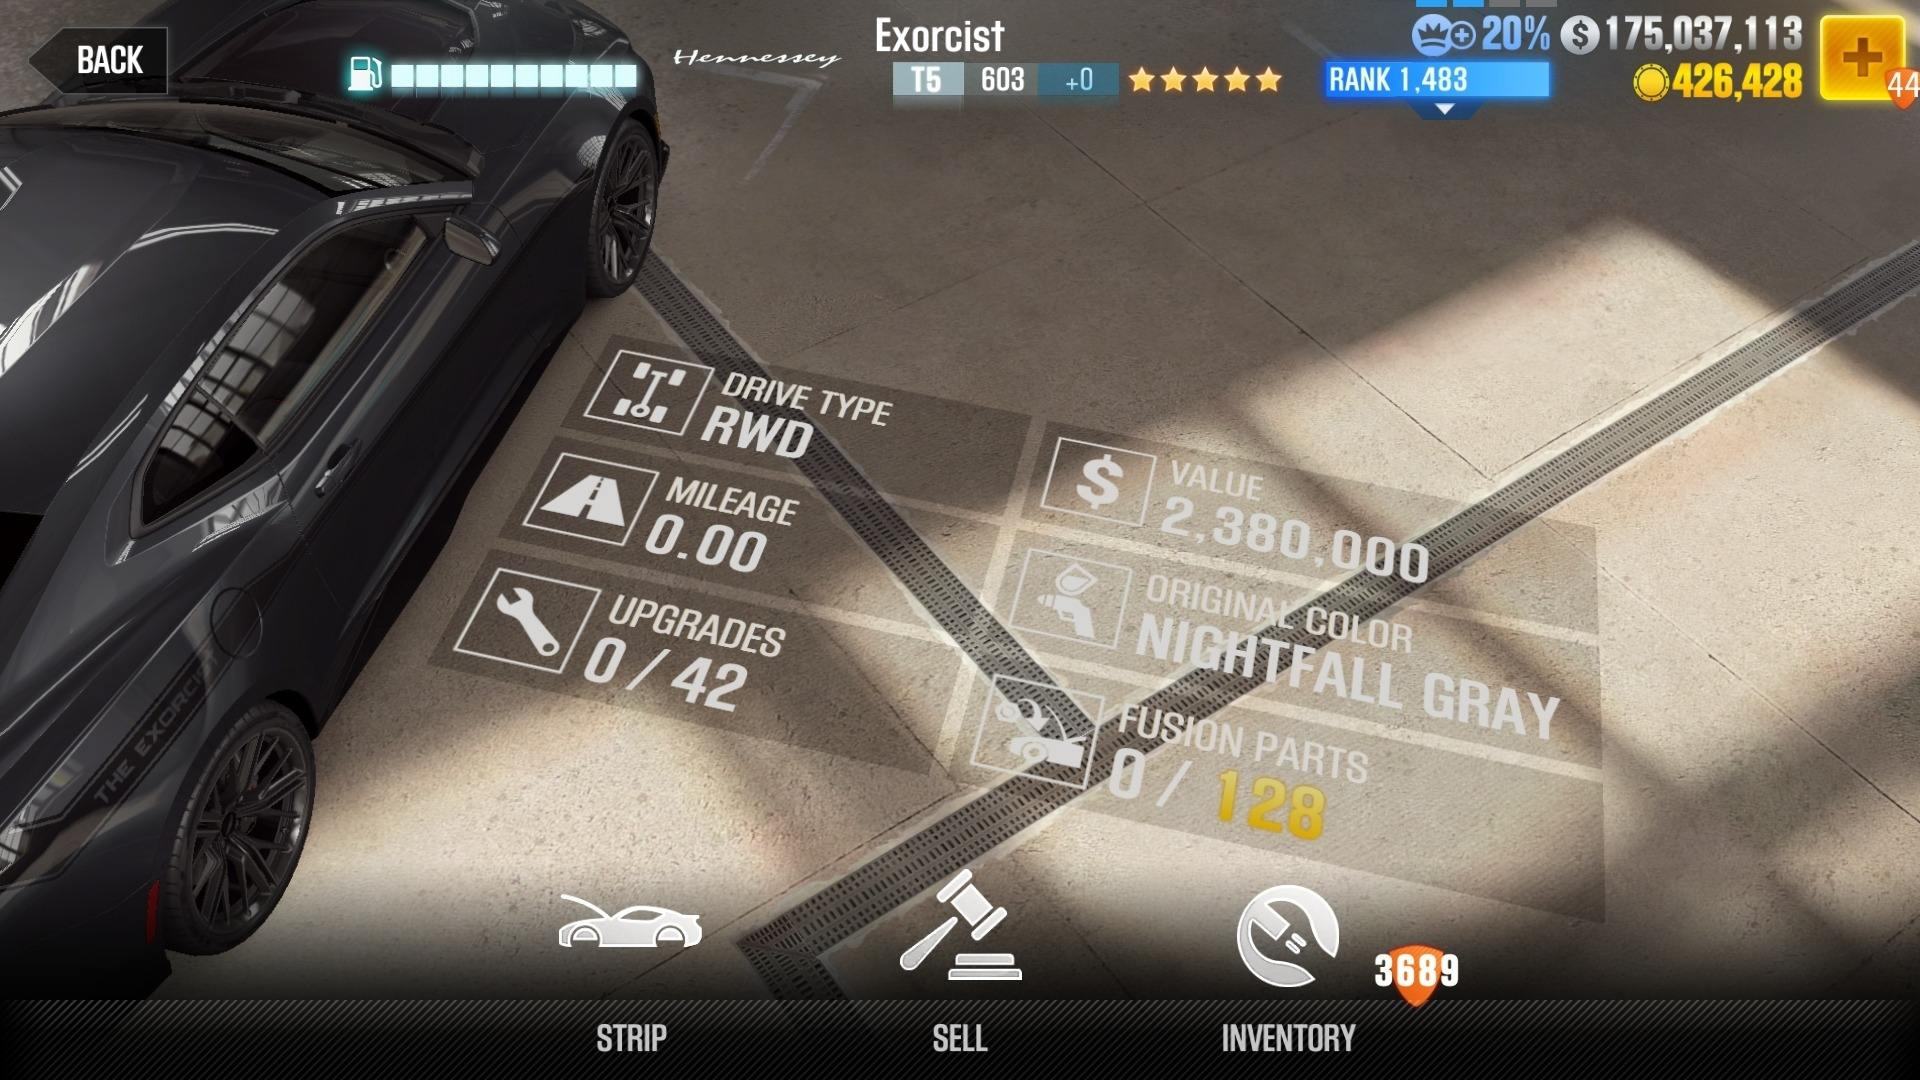 BACK
Hennessey
Exorcist
T5 603 +0
20%
175,037,113
RANK 1,483
426,428
44
DRIVE TYPE
RWD
MILEAGE
0.00
UPGRADES
0 / 42
VALUE
2,380,000
ORIGINAL COLOR
NIGHTFALL GRAY
FUSION PARTS
0 / 128
THE EXORCIST
3689
STRIP
SELL
INVENTORY